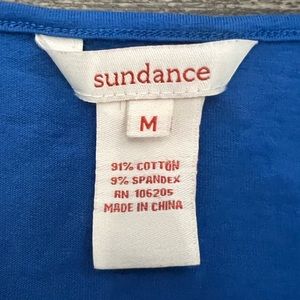 sundance
M
91% COTTON
9% SPANDEX
RN 106205
MADE IN CHINA